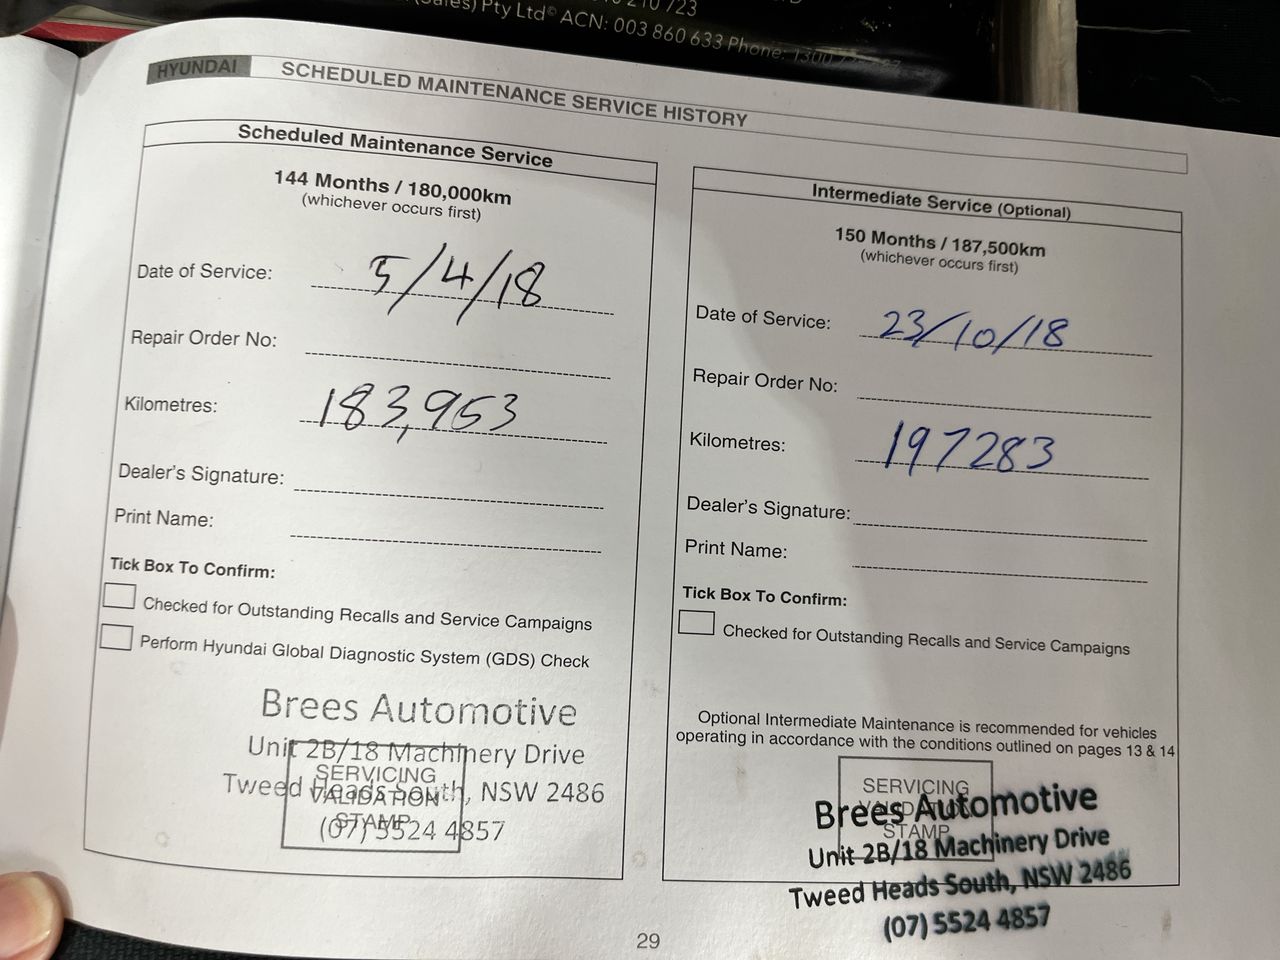 (Sales) Pty Ltd© ACN: 003 860 633 Phone: 1300
HYUNDAI
SCHEDULED MAINTENANCE SERVICE HISTORY
Scheduled Maintenance Service
144 Months / 180,000km
(whichever occurs first)
Date of Service: 5/4/18
Repair Order No:
Kilometres: 183,953
Dealer's Signature:
Print Name:
Tick Box To Confirm:
Checked for Outstanding Recalls and Service Campaigns
Perform Hyundai Global Diagnostic System (GDS) Check
Brees Automotive
Unit 2B/18 Machinery Drive
Tweed Heads South, NSW 2486
(07) 5524 4857
SERVICING
VALIDATION
STAMP
Intermediate Service (Optional)
150 Months / 187,500km
(whichever occurs first)
Date of Service: 23/10/18
Repair Order No:
Kilometres: 197283
Dealer's Signature:
Print Name:
Tick Box To Confirm:
Checked for Outstanding Recalls and Service Campaigns
Optional Intermediate Maintenance is recommended for vehicles
operating in accordance with the conditions outlined on pages 13 & 14
SERVICING
VALIDATION
STAMP
Brees Automotive
Unit 2B/18 Machinery Drive
Tweed Heads South, NSW 2486
(07) 5524 4857
29